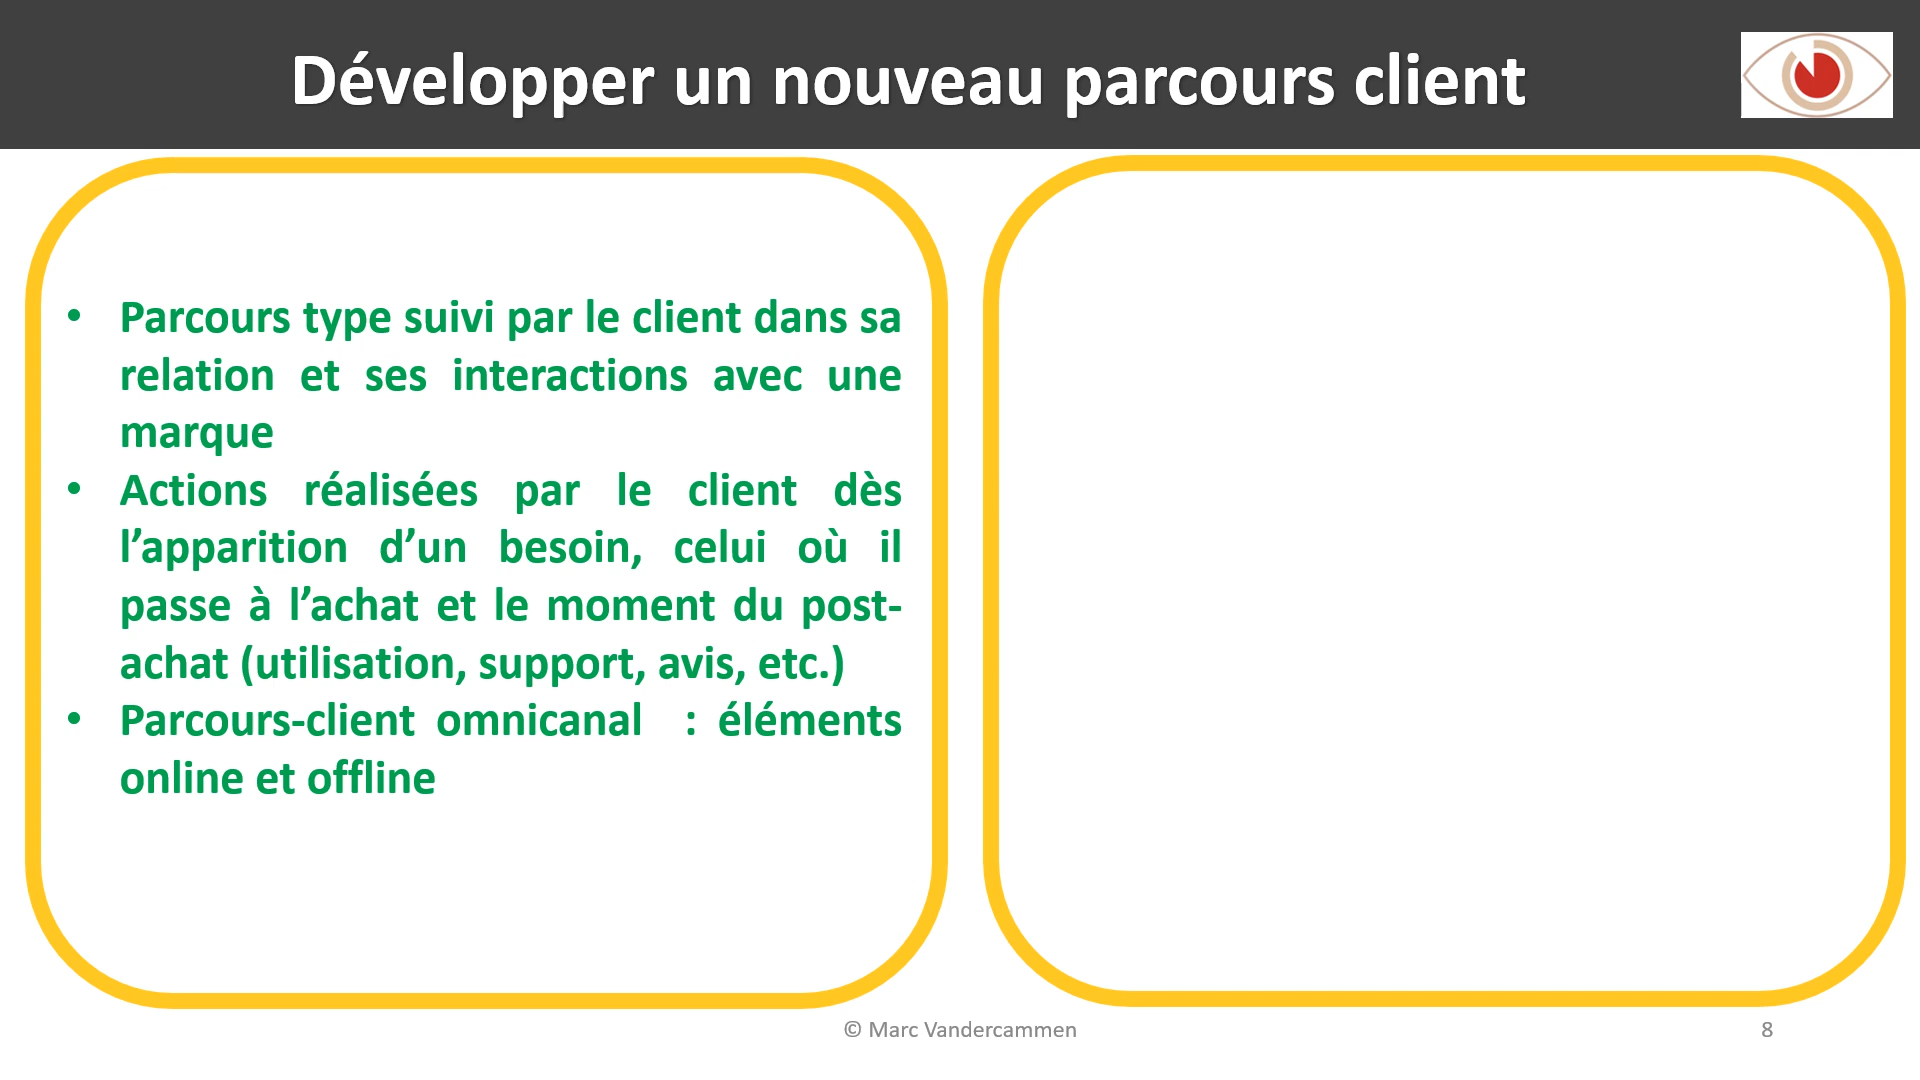 Développer un nouveau parcours client
• Parcours type suivi par le client dans sa
relation et ses interactions avec une
marque
• Actions réalisées par le client dès
l’apparition d’un besoin, celui où il
passe à l’achat et le moment du post-
achat (utilisation, support, avis, etc.)
• Parcours-client omnicanal  : éléments
online et offline
© Marc Vandercammen
8